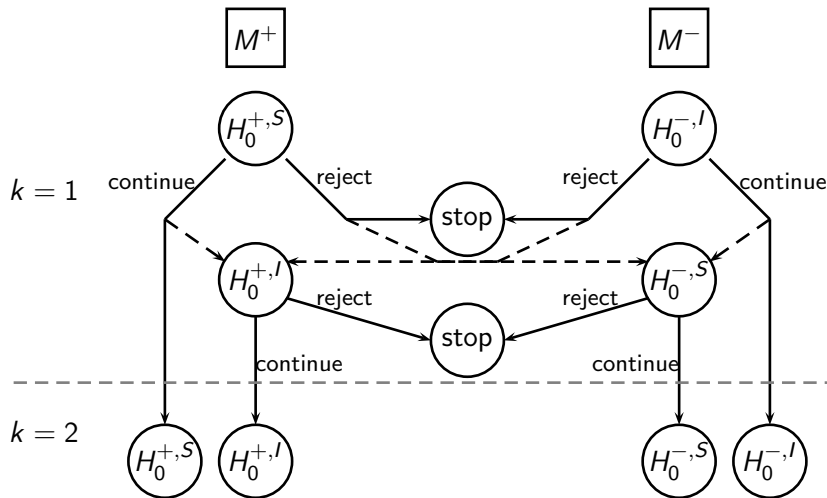 M⁺ M⁻
H₀⁺,ˢ H₀⁻,ᴵ
continue reject reject continue
k = 1
stop
H₀⁺,ᴵ H₀⁻,ˢ
reject reject
stop
continue continue
k = 2
H₀⁺,ˢ H₀⁺,ᴵ H₀⁻,ˢ H₀⁻,ᴵ